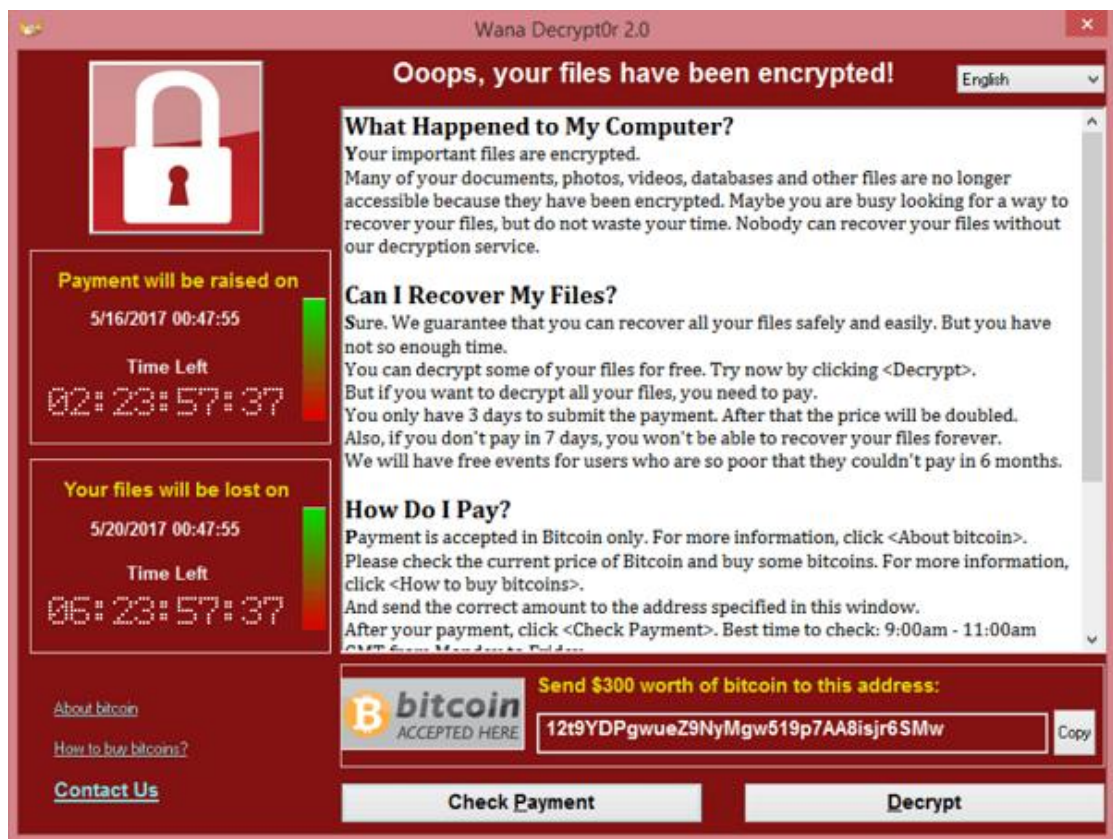 Wana Decrypt0r 2.0
Ooops, your files have been encrypted!
English
What Happened to My Computer?
Your important files are encrypted.
Many of your documents, photos, videos, databases and other files are no longer
accessible because they have been encrypted. Maybe you are busy looking for a way to
recover your files, but do not waste your time. Nobody can recover your files without
our decryption service.
Can I Recover My Files?
Sure. We guarantee that you can recover all your files safely and easily. But you have
not so enough time.
You can decrypt some of your files for free. Try now by clicking <Decrypt>.
But if you want to decrypt all your files, you need to pay.
You only have 3 days to submit the payment. After that the price will be doubled.
Also, if you don't pay in 7 days, you won't be able to recover your files forever.
We will have free events for users who are so poor that they couldn't pay in 6 months.
How Do I Pay?
Payment is accepted in Bitcoin only. For more information, click <About bitcoin>.
Please check the current price of Bitcoin and buy some bitcoins. For more information,
click <How to buy bitcoins>.
And send the correct amount to the address specified in this window.
After your payment, click <Check Payment>. Best time to check: 9:00am - 11:00am
GMT from Monday to Friday
Payment will be raised on
5/16/2017 00:47:55
Time Left
02:23:57:37
Your files will be lost on
5/20/2017 00:47:55
Time Left
06:23:57:37
About bitcoin
How to buy bitcoins?
Contact Us
bitcoin
ACCEPTED HERE
Send $300 worth of bitcoin to this address:
12t9YDPgwueZ9NyMgw519p7AA8isjr6SMw
Copy
Check Payment
Decrypt